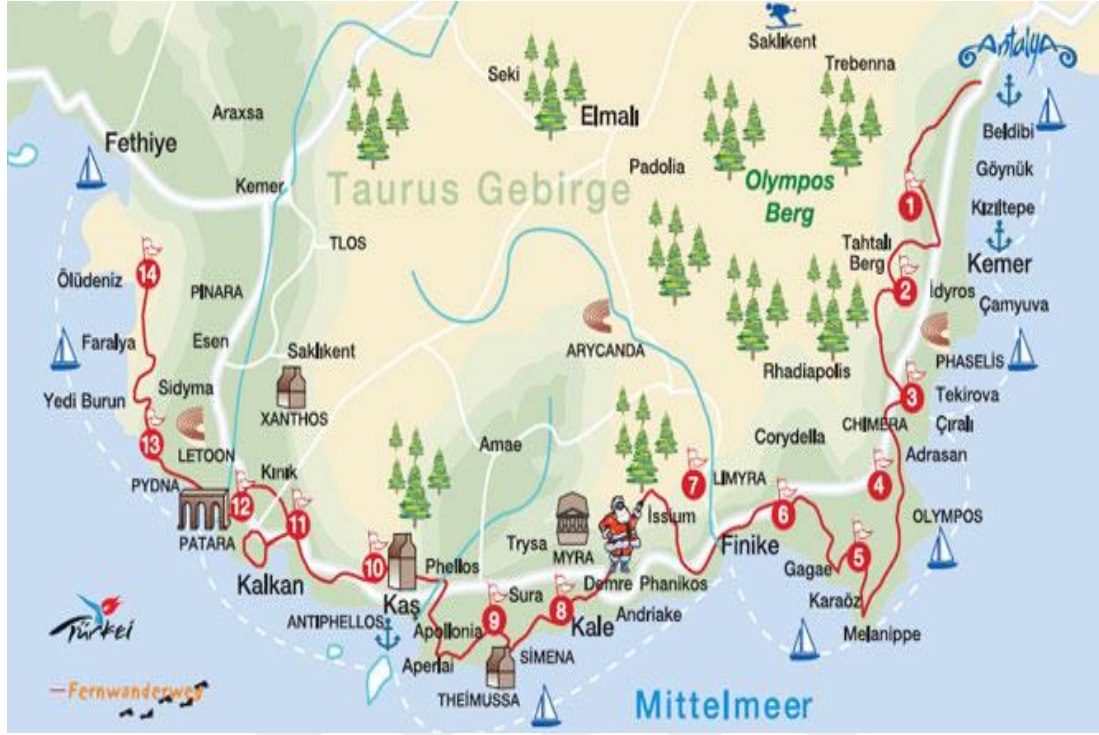 Saklıkent
Antalya
Trebenna
Seki
Elmalı
Araxsa
Fethiye
Beldibi
Padolia
Göynük
Olympos
Berg
Kemer
Taurus Gebirge
1
Kızıltepe
TLOS
Tahtalı
Berg
Kemer
14
Ölüdeniz
PINARA
2
İdyros
Çamyuva
Faralya
Esen
Saklıkent
ARYCANDA
PHASELİS
Rhadiapolis
Yedi Burun
Sidyma
XANTHOS
3
Tekirova
CHIMERA
Çıralı
13
LETOON
Amae
Corydella
Adrasan
PYDNA
Kınık
7
LIMYRA
4
12
11
6
OLYMPOS
PATARA
Issium
Trysa
MYRA
Finike
10
Phellos
5
Gagae
Kalkan
Demre
Phanikos
Karaöz
Kaş
Sura
8
Andriake
ANTIPHELLOS
9
Kale
Melanippe
Türkei
Apollonia
Aperlai
SİMENA
Fernwanderweg
THEİMUSSA
Mittelmeer